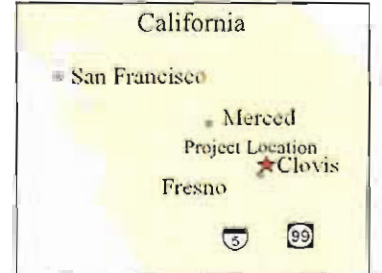 California
San Francisco
Merced
Project Location
Clovis
Fresno
5
99